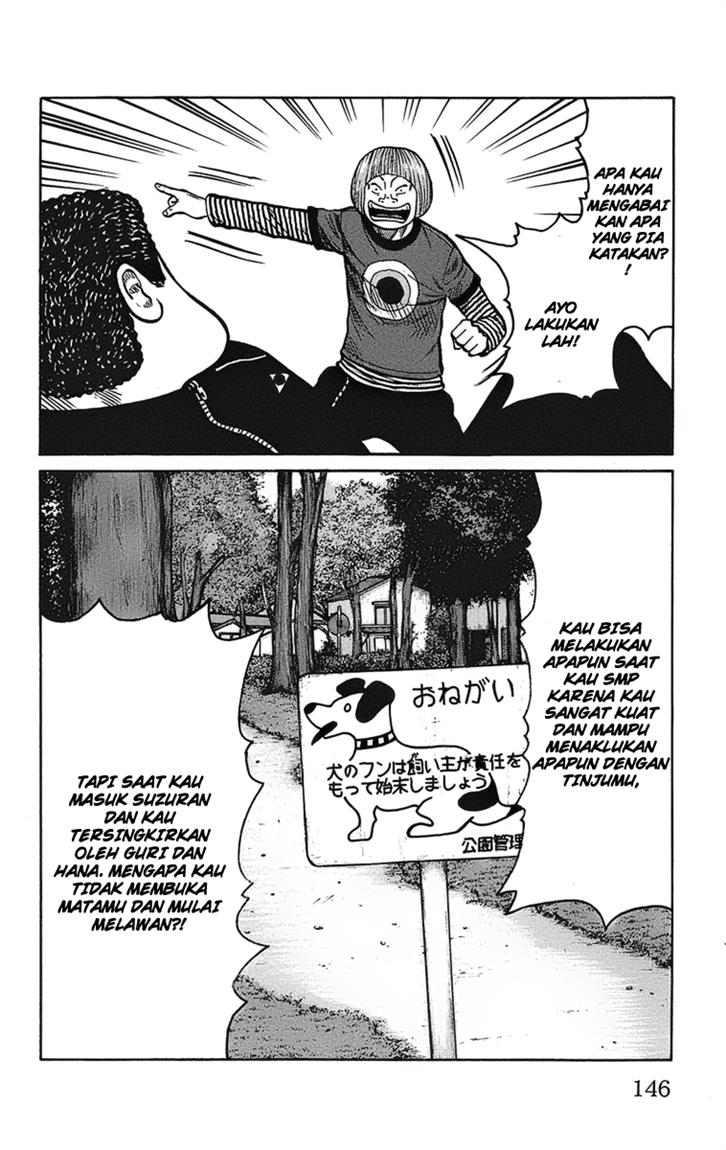 APA KAU
HANYA
MENGABAI
KAN APA
YANG DIA
KATAKAN?
!
AYO
LAKUKAN
LAH!
KAU BISA
MELAKUKAN
APAPUN SAAT
KAU SMP
KARENA KAU
SANGAT KUAT
DAN MAMPU
MENAKLUKAN
APAPUN DENGAN
TINJUMU,
おねがい
犬のフンは飼い主が責任を
もって始末しましょう
公園管理
TAPI SAAT KAU
MASUK SUZURAN
DAN KAU
TERSINGKIRKAN
OLEH GURI DAN
HANA. MENGAPA KAU
TIDAK MEMBUKA
MATAMU DAN MULAI
MELAWAN?!
146